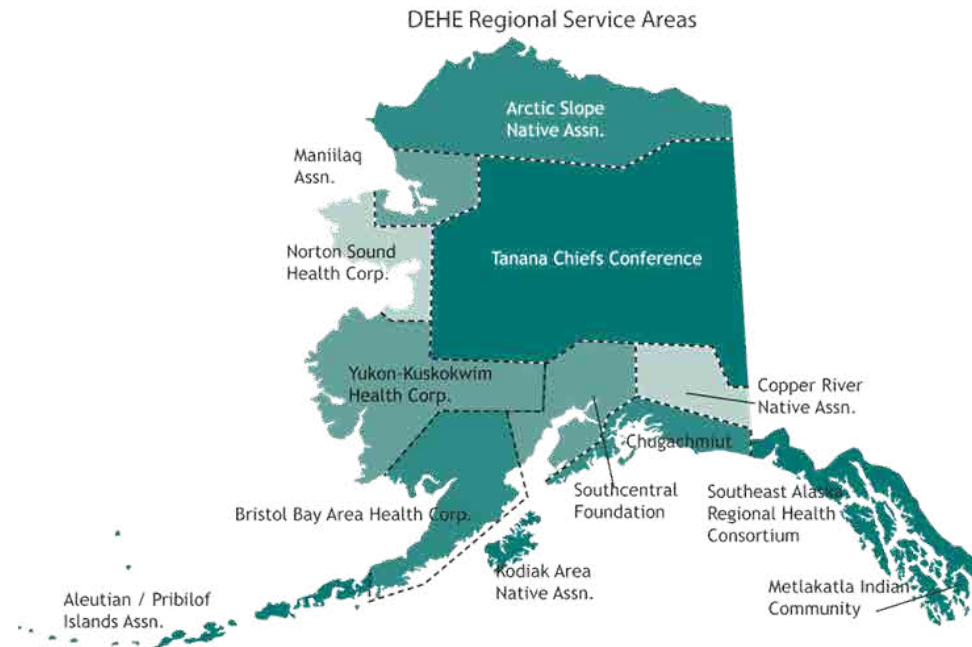 DEHE Regional Service Areas
Arctic Slope
Native Assn.
Maniilaq
Assn.
Norton Sound
Health Corp.
Tanana Chiefs Conference
Yukon-Kuskokwim
Health Corp.
Copper River
Native Assn.
Chugachmiut
Southcentral
Foundation
Southeast Alaska
Regional Health
Consortium
Bristol Bay Area Health Corp.
Kodiak Area
Native Assn.
Metlakatla Indian
Community
Aleutian / Pribilof
Islands Assn.